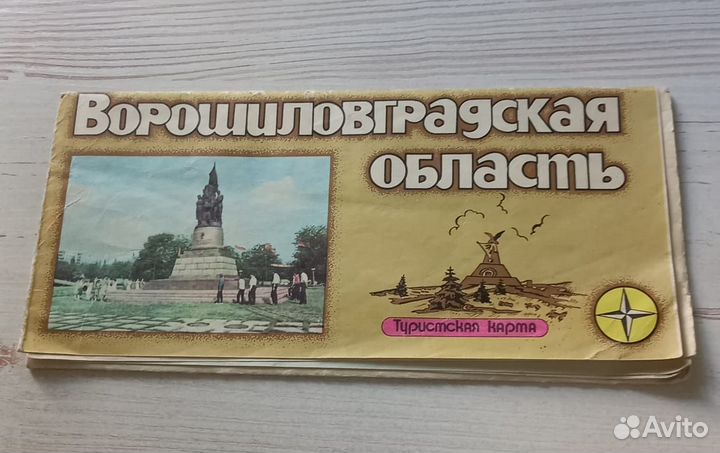 Ворошиловградская
область
Туристская карта
Avito